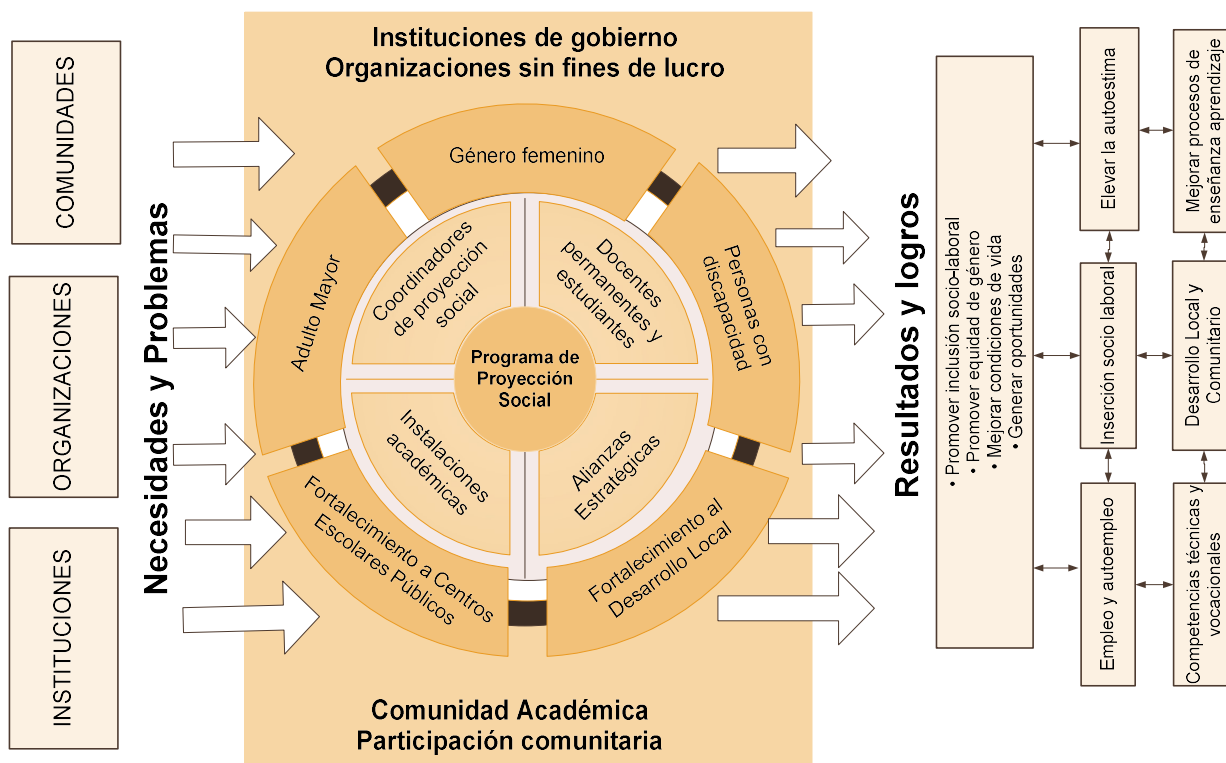 COMUNIDADES
ORGANIZACIONES
INSTITUCIONES
Necesidades y Problemas
Instituciones de gobierno
Organizaciones sin fines de lucro
Género femenino
Adulto Mayor
Personas con
discapacidad
Fortalecimiento a Centros
Escolares Públicos
Fortalecimiento al
Desarrollo Local
Coordinadores
de proyección
social
Docentes
permanentes y
estudiantes
Instalaciones
académicas
Alianzas
Estratégicas
Programa de
Proyección
Social
Comunidad Académica
Participación comunitaria
Resultados y logros
• Promover inclusión socio-laboral
• Promover equidad de género
• Mejorar condiciones de vida
• Generar oportunidades
Elevar la autoestima
Inserción socio laboral
Empleo y autoempleo
Mejorar procesos de
enseñanza aprendizaje
Desarrollo Local y
Comunitario
Competencias técnicas y
vocacionales